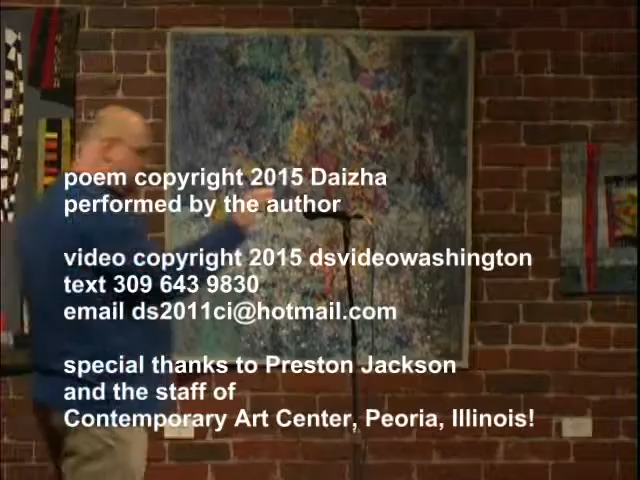 poem copyright 2015 Daizha
performed by the author
video copyright 2015 dsvideowashington
text 309 643 9830
email ds2011ci@hotmail.com
special thanks to Preston Jackson
and the staff of
Contemporary Art Center, Peoria, Illinois!